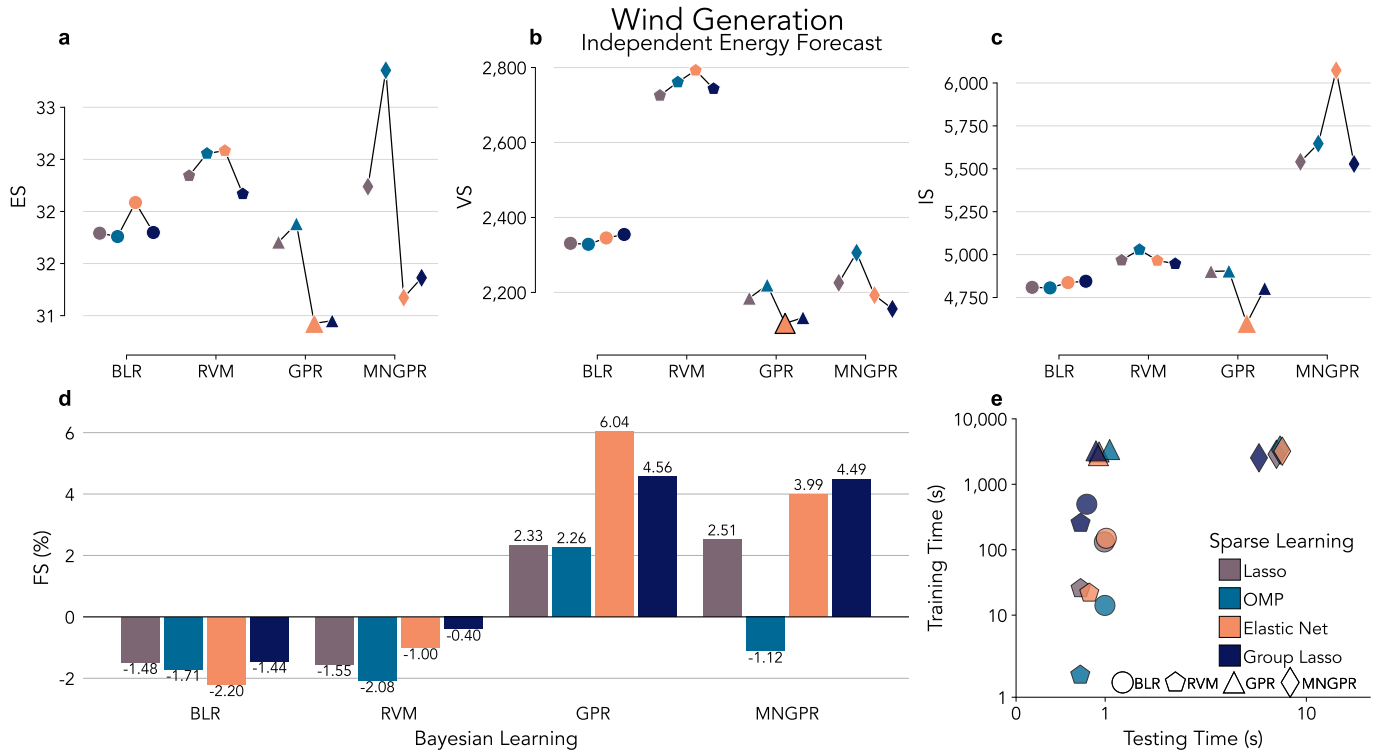 Wind Generation
Independent Energy Forecast
a
ES
33
32
32
32
31
BLR RVM GPR MNGPR
b
VS
2,800
2,600
2,400
2,200
BLR RVM GPR MNGPR
c
IS
6,000
5,750
5,500
5,250
5,000
4,750
BLR RVM GPR MNGPR
d
FS (%)
6
4
2
0
-2
-1.48 -1.71 -2.20 -1.44
-1.55 -2.08 -1.00 -0.40
2.33 2.26 6.04 4.56
2.51 -1.12 3.99 4.49
BLR RVM GPR MNGPR
Bayesian Learning
e
Training Time (s)
10,000
1,000
100
10
1
Sparse Learning
Lasso
OMP
Elastic Net
Group Lasso
BLR RVM GPR MNGPR
0 1 10
Testing Time (s)